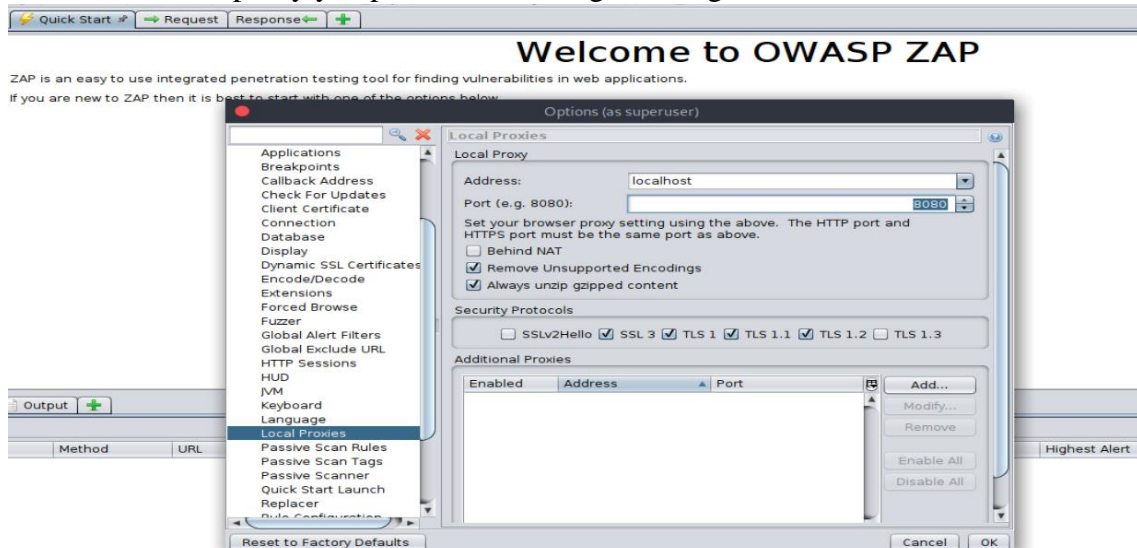 Quick Start Request Response
Welcome to OWASP ZAP
ZAP is an easy to use integrated penetration testing tool for finding vulnerabilities in web applications.
If you are new to ZAP then it is best to start with one of the options below.
Options (as superuser)
Applications
Breakpoints
Callback Address
Check For Updates
Client Certificate
Connection
Database
Display
Dynamic SSL Certificates
Encode/Decode
Extensions
Forced Browse
Fuzzer
Global Alert Filters
Global Exclude URL
HTTP Sessions
HUD
JVM
Keyboard
Language
Local Proxies
Passive Scan Rules
Passive Scan Tags
Passive Scanner
Quick Start Launch
Replacer
Rule Configuration
Reset to Factory Defaults
Local Proxies
Local Proxy
Address: localhost
Port (e.g. 8080): 8080
Set your browser proxy setting using the above. The HTTP port and
HTTPS port must be the same port as above.
Behind NAT
Remove Unsupported Encodings
Always unzip gzipped content
Security Protocols
SSLv2Hello SSL 3 TLS 1 TLS 1.1 TLS 1.2 TLS 1.3
Additional Proxies
Enabled Address Port
Add...
Modify...
Remove
Enable All
Disable All
Cancel OK
Output
Method URL Highest Alert